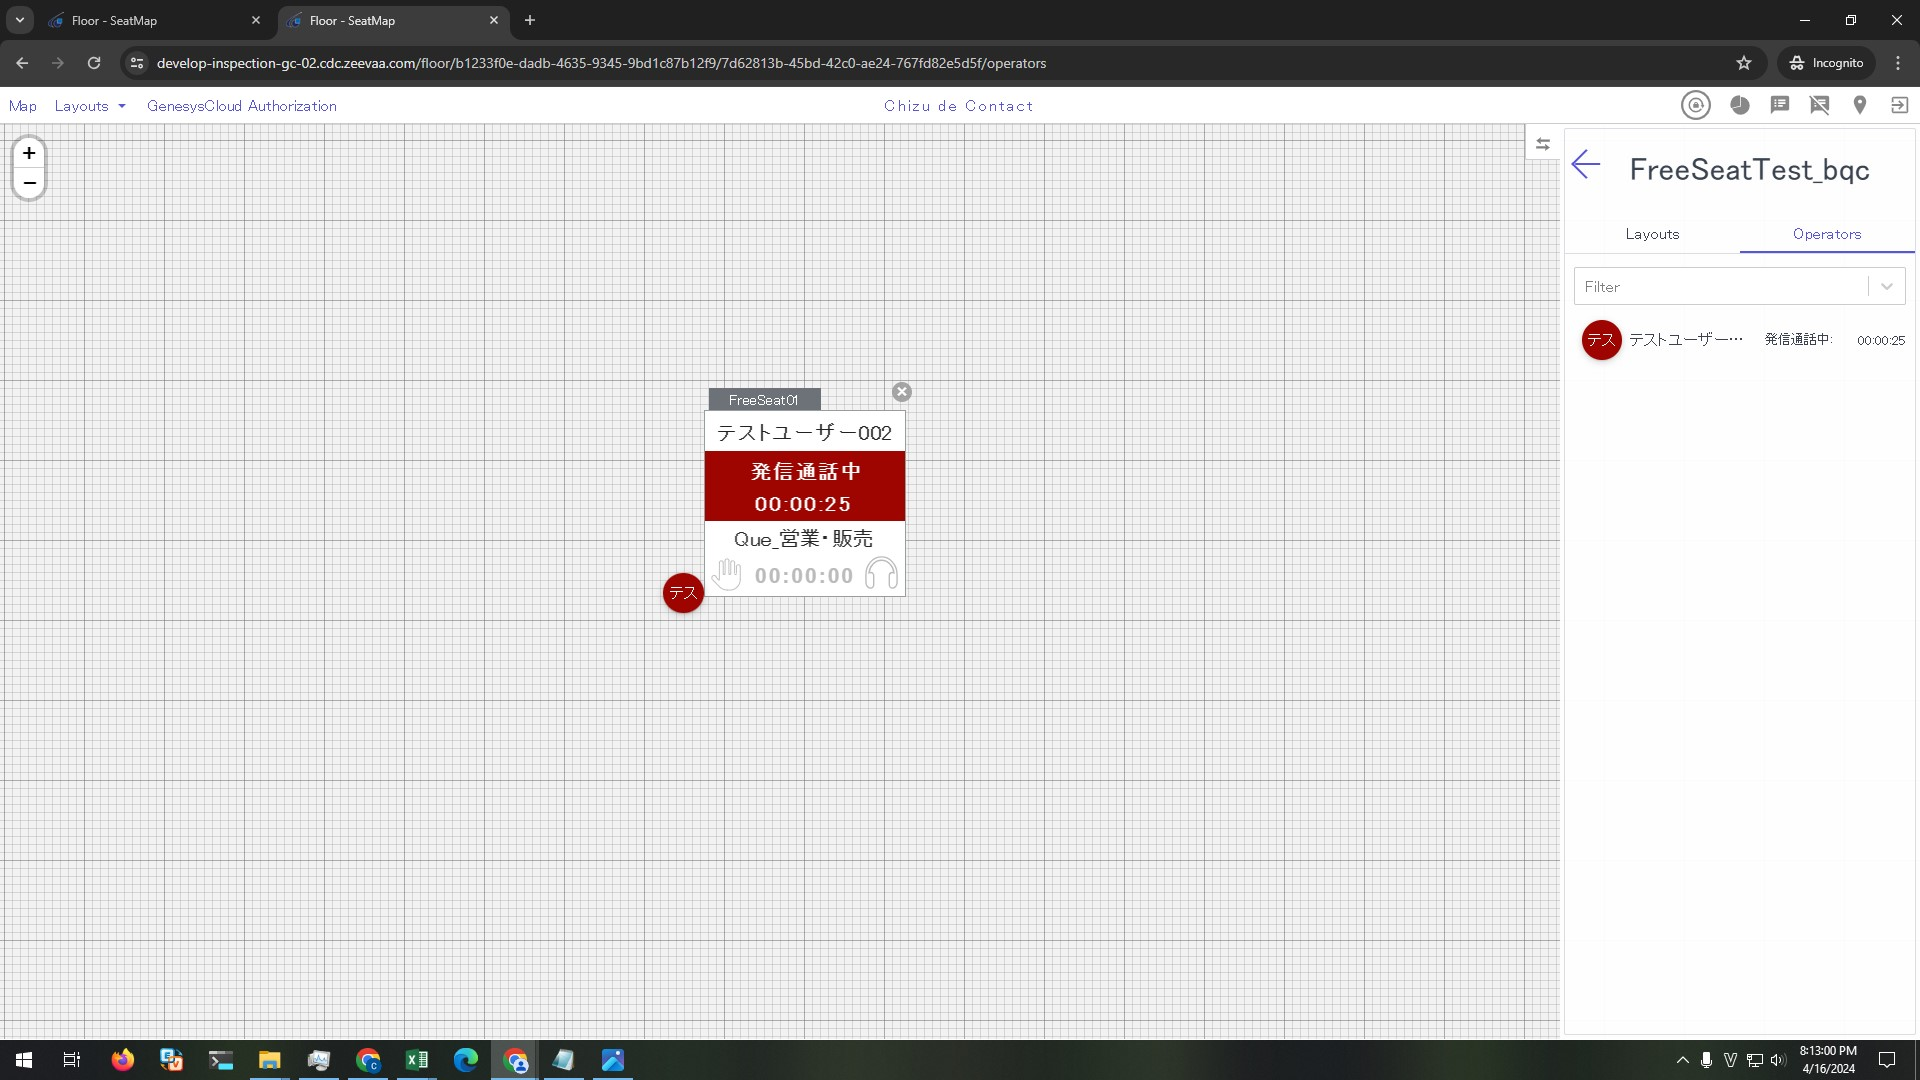 Floor - SeatMap
Floor - SeatMap
develop-inspection-gc-02.cdc.zeevaa.com/floor/b1233f0e-dadb-4635-9345-9bd1c87b12f9/7d62813b-45bd-42c0-ae24-767fd82e5d5f/operators
Incognito
Map
Layouts
GenesysCloud Authorization
Chizu de Contact
+
−
FreeSeatTest_bqc
Layouts
Operators
Filter
テス
テストユーザー…
発信通話中:
00:00:25
FreeSeat01
テストユーザー002
発信通話中
00:00:25
Que_営業・販売
00:00:00
テス
8:13:00 PM
4/16/2024